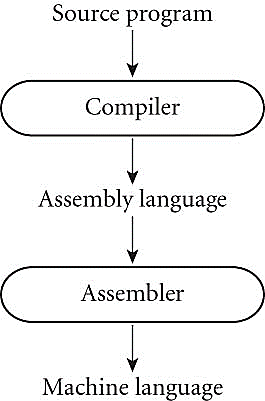 Source program
Compiler
Assembly language
Assembler
Machine language